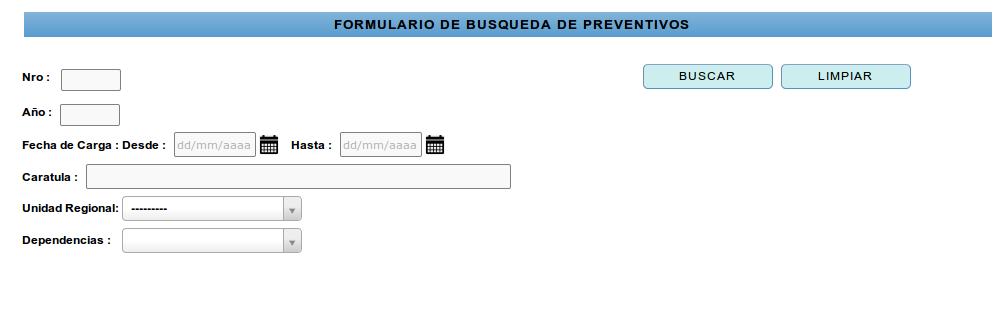 FORMULARIO DE BUSQUEDA DE PREVENTIVOS
Nro :
BUSCAR LIMPIAR
Año :
Fecha de Carga : Desde : dd/mm/aaaa Hasta : dd/mm/aaaa
Caratula :
Unidad Regional: ---------
Dependencias :